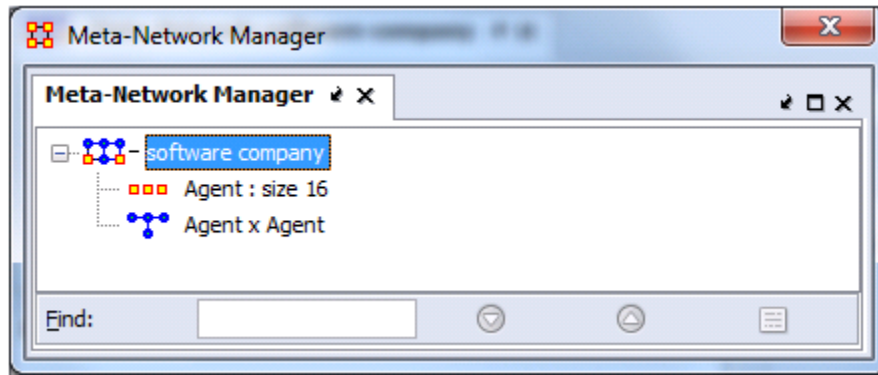 Meta-Network Manager
Meta-Network Manager
software company
Agent : size 16
Agent x Agent
Find: